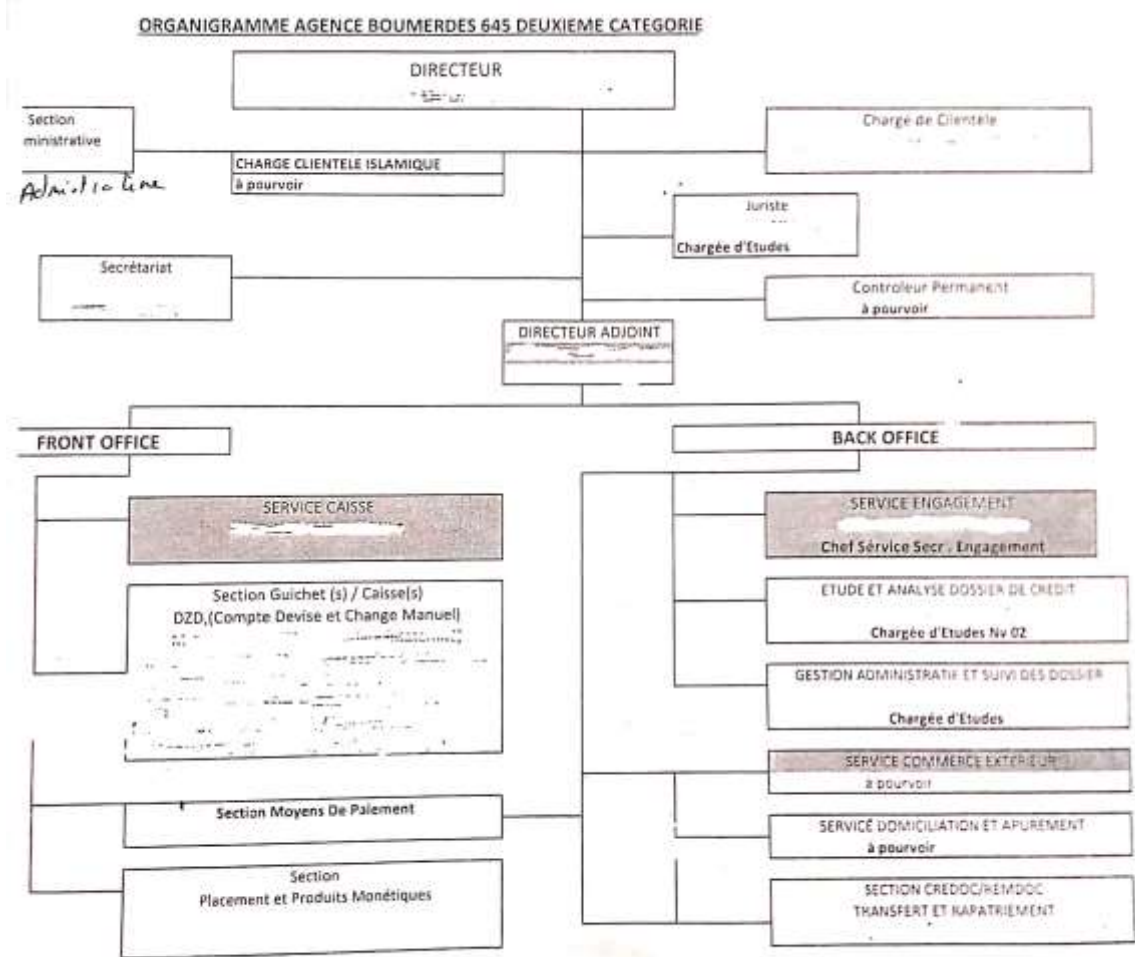 ORGANIGRAMME AGENCE BOUMERDES 645 DEUXIEME CATEGORIE
DIRECTEUR
Section
ministrative
Chargé de Clientèle
CHARGE CLIENTELE ISLAMIQUE
à pourvoir
Juriste
Chargée d'Etudes
Secrétariat
Controleur Permanent
à pourvoir
DIRECTEUR ADJOINT
FRONT OFFICE
BACK OFFICE
SERVICE CAISSE
SERVICE ENGAGEMENT
Chef Sérvice Secr . Engagement
Section Guichet (s) / Caisse(s)
DZD,(Compte Devise et Change Manuel)
ETUDE ET ANALYSE DOSSIER DE CREDIT
Chargée d'Etudes Nv 02
GESTION ADMINISTRATIF ET SUIVI DES DOSSIER
Chargée d'Etudes
SERVICE COMMERCE EXTERIEUR
à pourvoir
Section Moyens De Paiement
SERVICE DOMICILIATION ET APUREMENT
à pourvoir
Section
Placement et Produits Monétiques
SECTION CREDOC/REMDOC
TRANSFERT ET RAPATRIEMENT